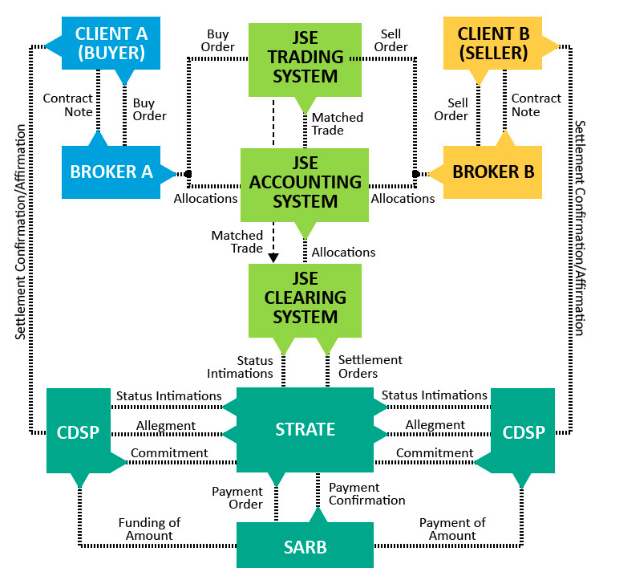 CLIENT A
(BUYER)
Buy
Order
JSE
TRADING
SYSTEM
Sell
Order
CLIENT B
(SELLER)
Contract
Note
Buy
Order
Matched
Trade
Sell
Order
Contract
Note
BROKER A
JSE
ACCOUNTING
SYSTEM
BROKER B
Allocations
Allocations
Matched
Trade
Allocations
Settlement Confirmation/Affirmation
Settlement Confirmation/Affirmation
JSE
CLEARING
SYSTEM
Status
Intimations
Settlement
Orders
CDSP
Status Intimations
Allegment
Commitment
STRATE
Status Intimations
Allegment
Commitment
CDSP
Payment
Order
Payment
Confirmation
Funding of
Amount
SARB
Payment of
Amount